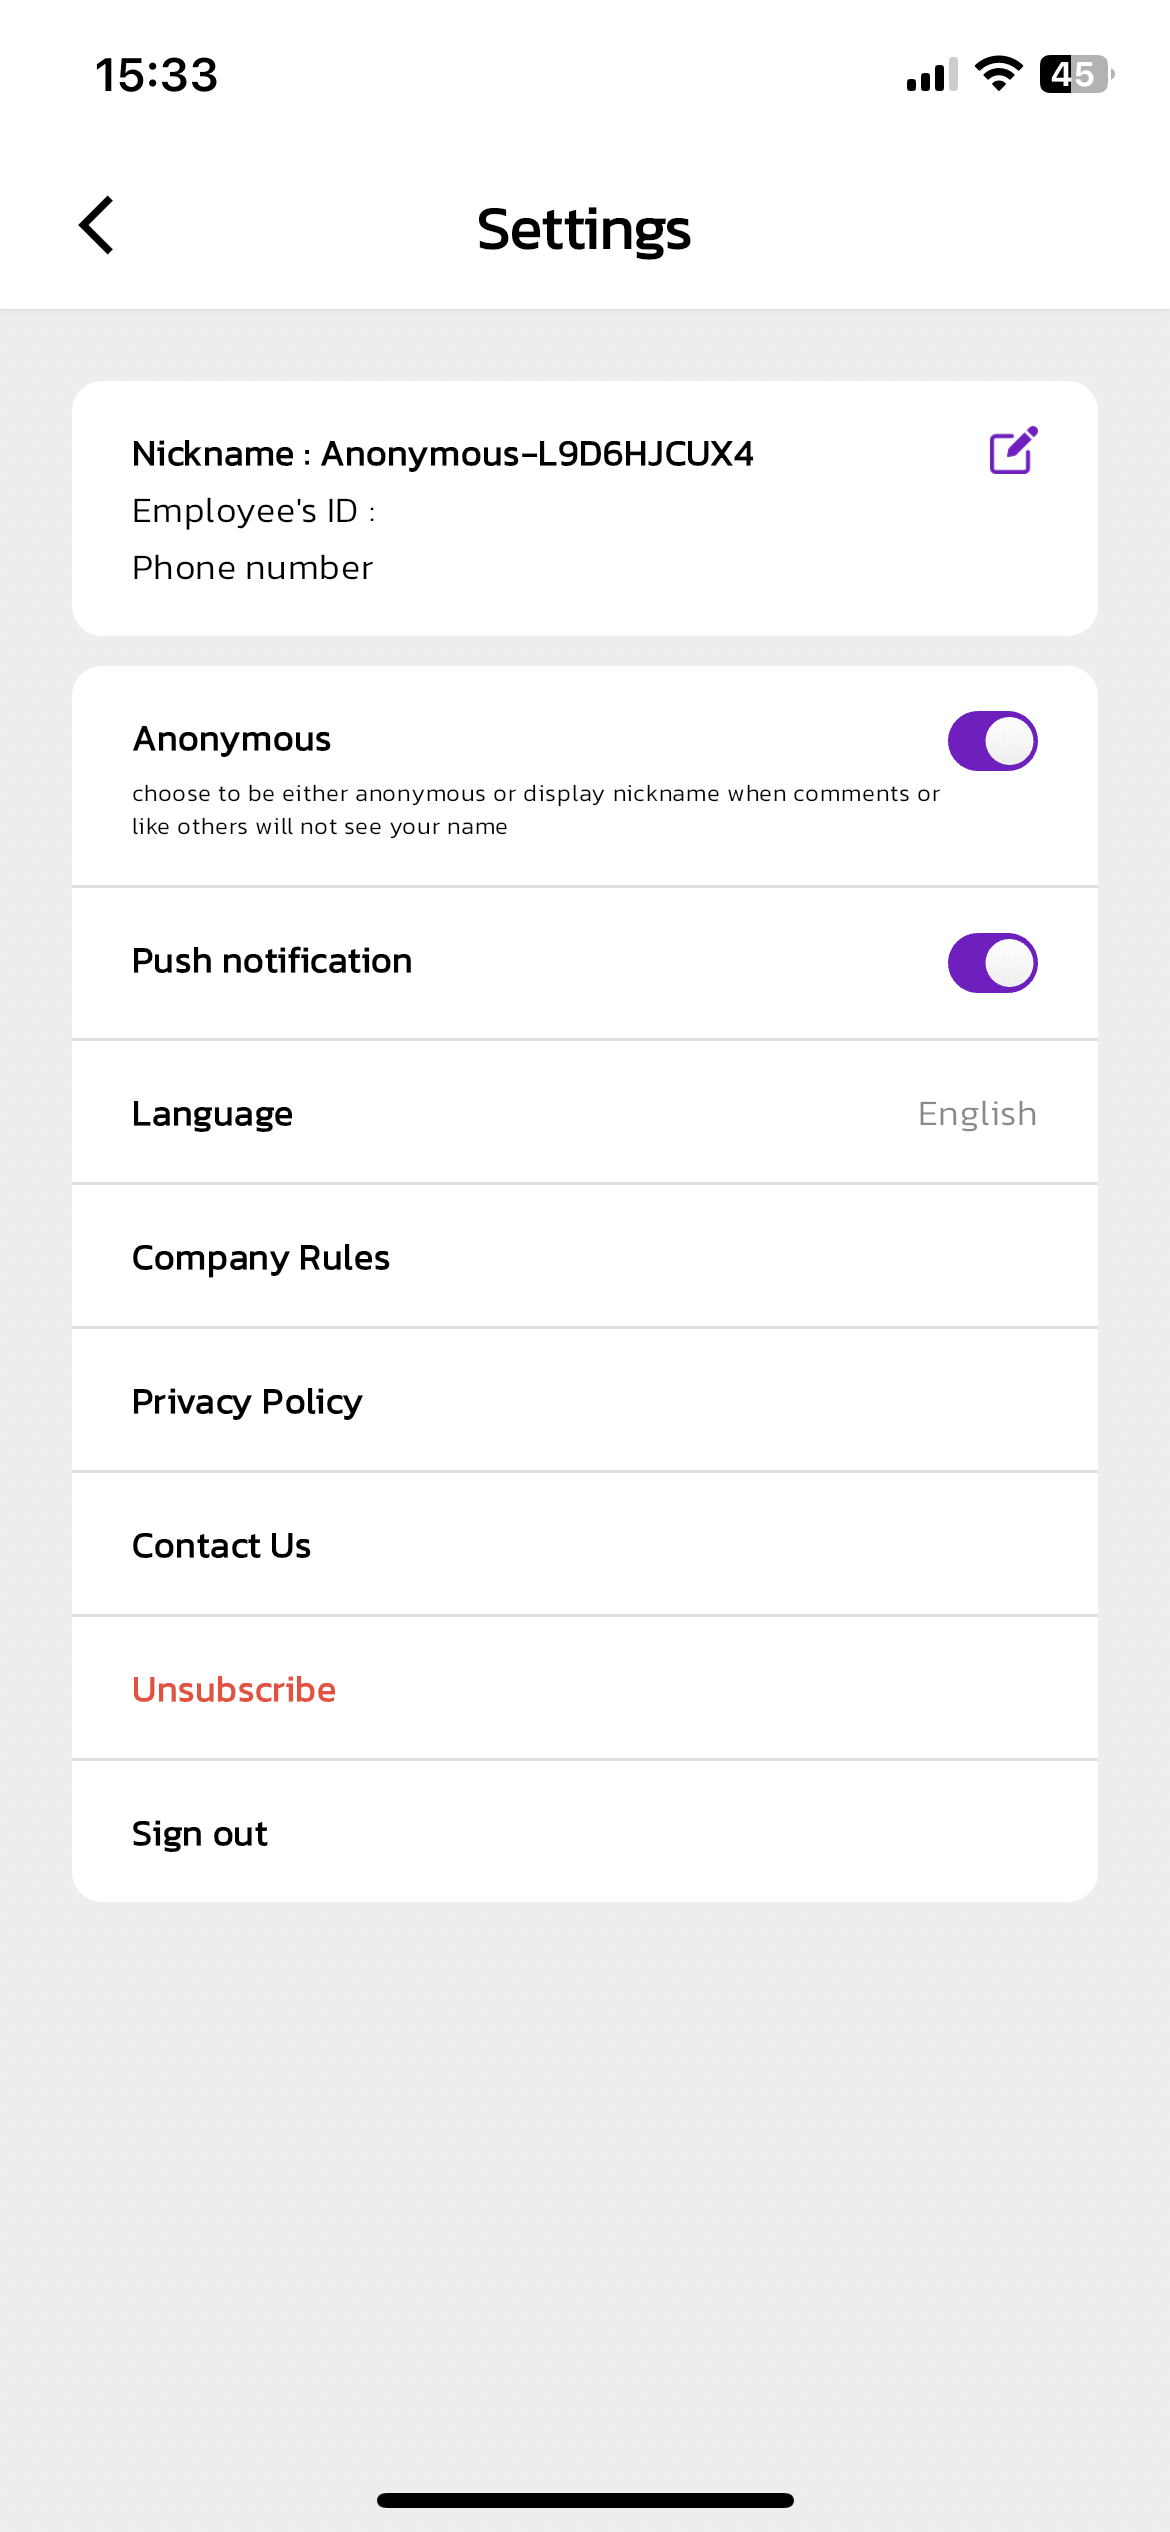 15:33
45
Settings
Nickname : Anonymous-L9D6HJCUX4
Employee's ID :
Phone number
Anonymous
choose to be either anonymous or display nickname when comments or
like others will not see your name
Push notification
Language
English
Company Rules
Privacy Policy
Contact Us
Unsubscribe
Sign out